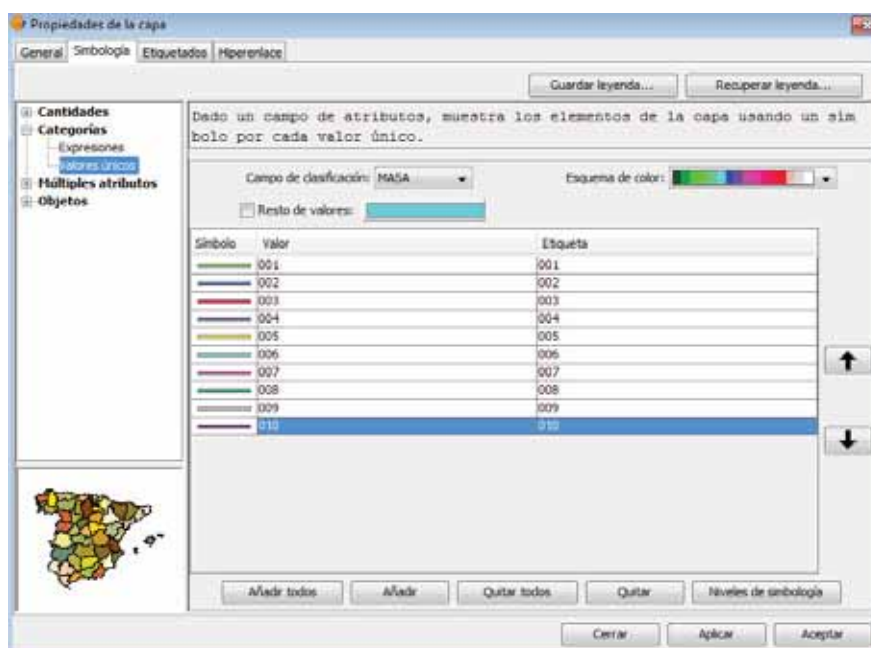 Propiedades de la capa
General Simbología Etiquetados Hiperenlace
Guardar leyenda... Recuperar leyenda...
Cantidades
Categorías
Expresiones
Valores únicos
Múltiples atributos
Objetos
Dado un campo de atributos, muestra los elementos de la capa usando un sím
bolo por cada valor único.
Campo de clasificación: MASA Esquema de color:
Resto de valores:
Símbolo Valor Etiqueta
001 001
002 002
003 003
004 004
005 005
006 006
007 007
008 008
009 009
010 010
Añadir todos Añadir Quitar todos Quitar Niveles de simbología
Cerrar Aplicar Aceptar